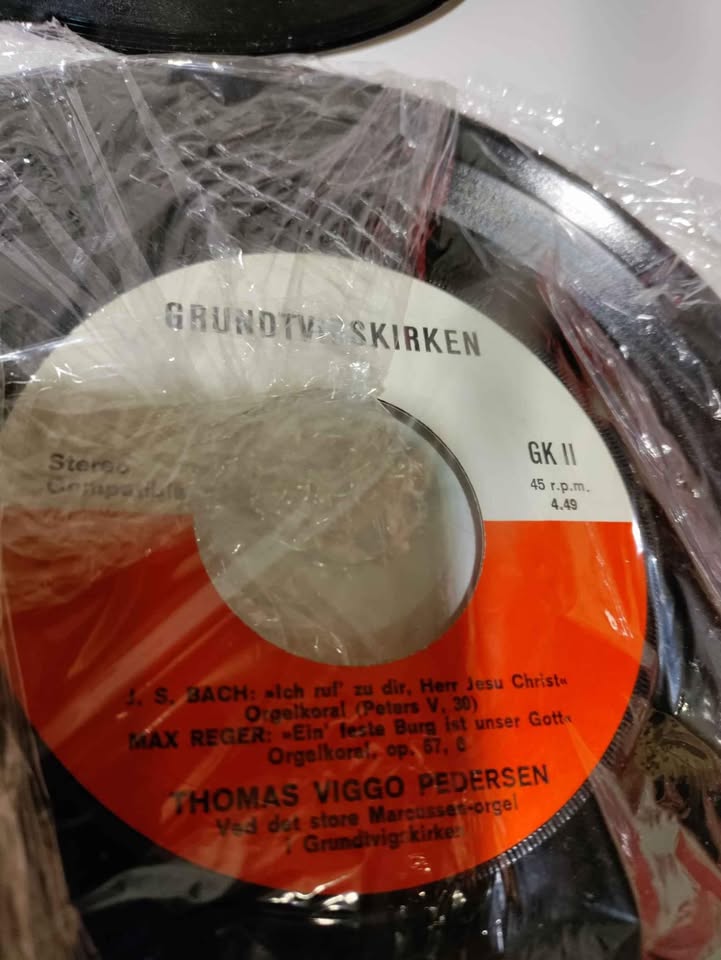 GRUNDTVIGSKIRKEN
Stereo
Compatible
GK II
45 r.p.m.
4.49
J. S. BACH: »Ich ruf' zu dir, Herr Jesu Christ«
Orgelkoral (Peters V, 30)
MAX REGER: »Ein' feste Burg ist unser Gott«
Orgelkoral, op. 67, 6
THOMAS VIGGO PEDERSEN
Ved det store Marcussen-orgel
i Grundtvigskirken